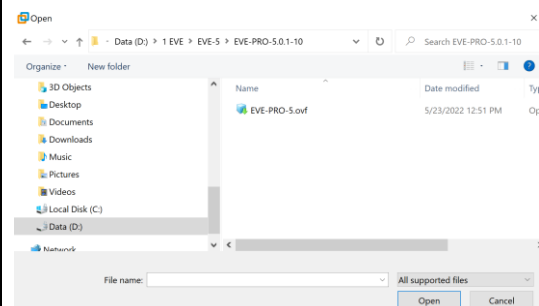 Open
Data (D:) > 1 EVE > EVE-5 > EVE-PRO-5.0.1-10
Search EVE-PRO-5.0.1-10
Organize
New folder
3D Objects
Desktop
Documents
Downloads
Music
Pictures
Videos
Local Disk (C:)
Data (D:)
Network
Name
Date modified
EVE-PRO-5.ovf
5/23/2022 12:51 PM
File name:
All supported files
Open
Cancel